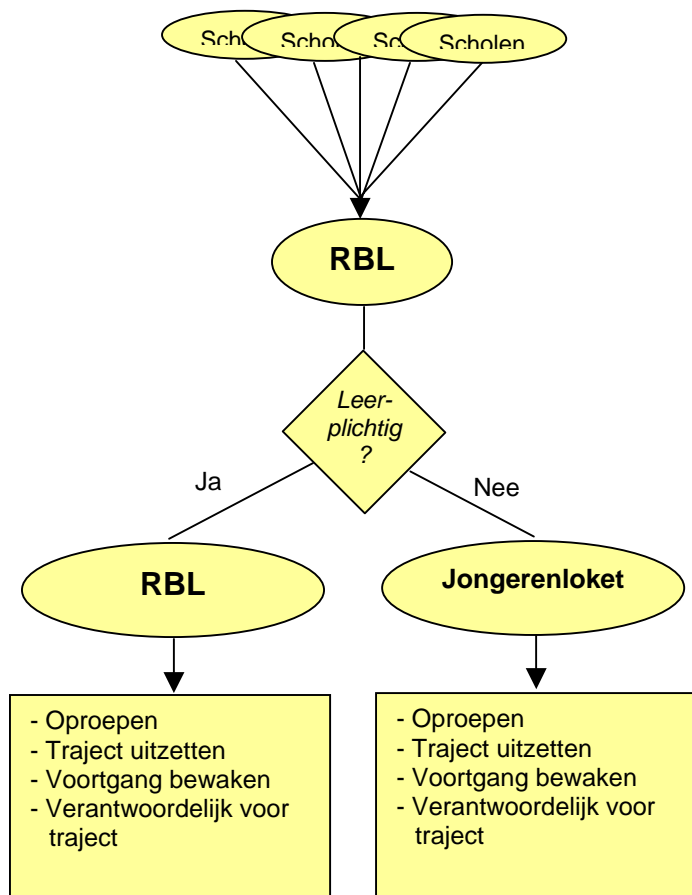 Scholen
RBL
Leer-
plichtig
?
Ja
Nee
RBL
Jongerenloket
- Oproepen
- Traject uitzetten
- Voortgang bewaken
- Verantwoordelijk voor
traject
- Oproepen
- Traject uitzetten
- Voortgang bewaken
- Verantwoordelijk voor
traject